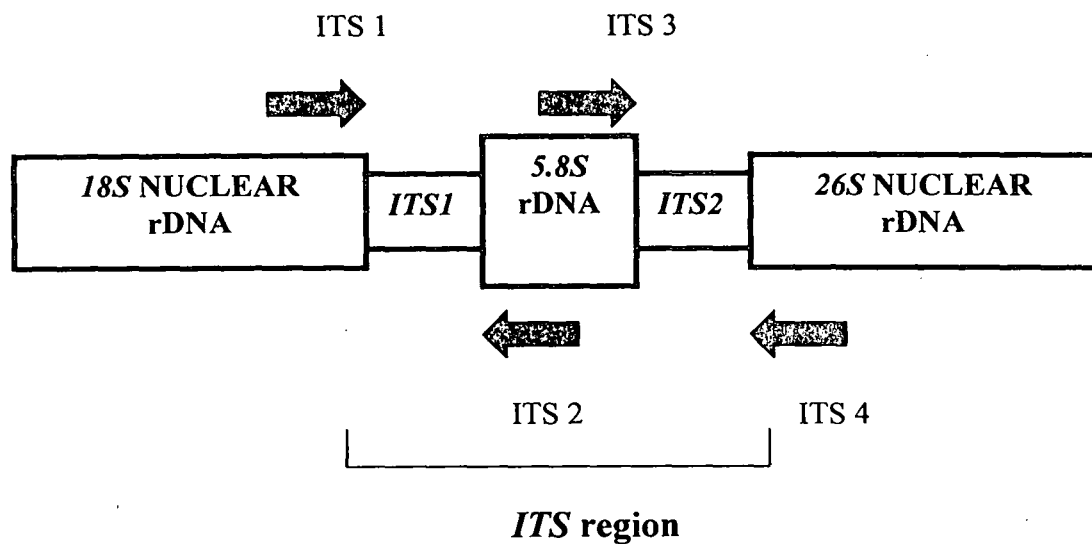 ITS 1
ITS 3
18S NUCLEAR
rDNA
ITS1
5.8S
rDNA
ITS2
26S NUCLEAR
rDNA
ITS 2
ITS 4
ITS region